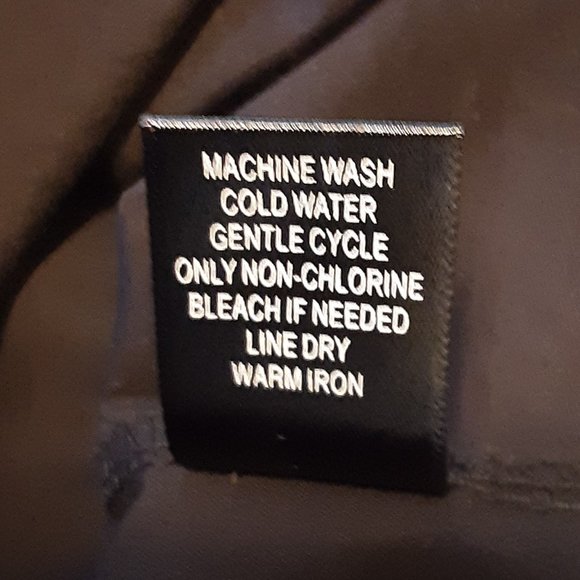 MACHINE WASH
COLD WATER
GENTLE CYCLE
ONLY NON-CHLORINE
BLEACH IF NEEDED
LINE DRY
WARM IRON